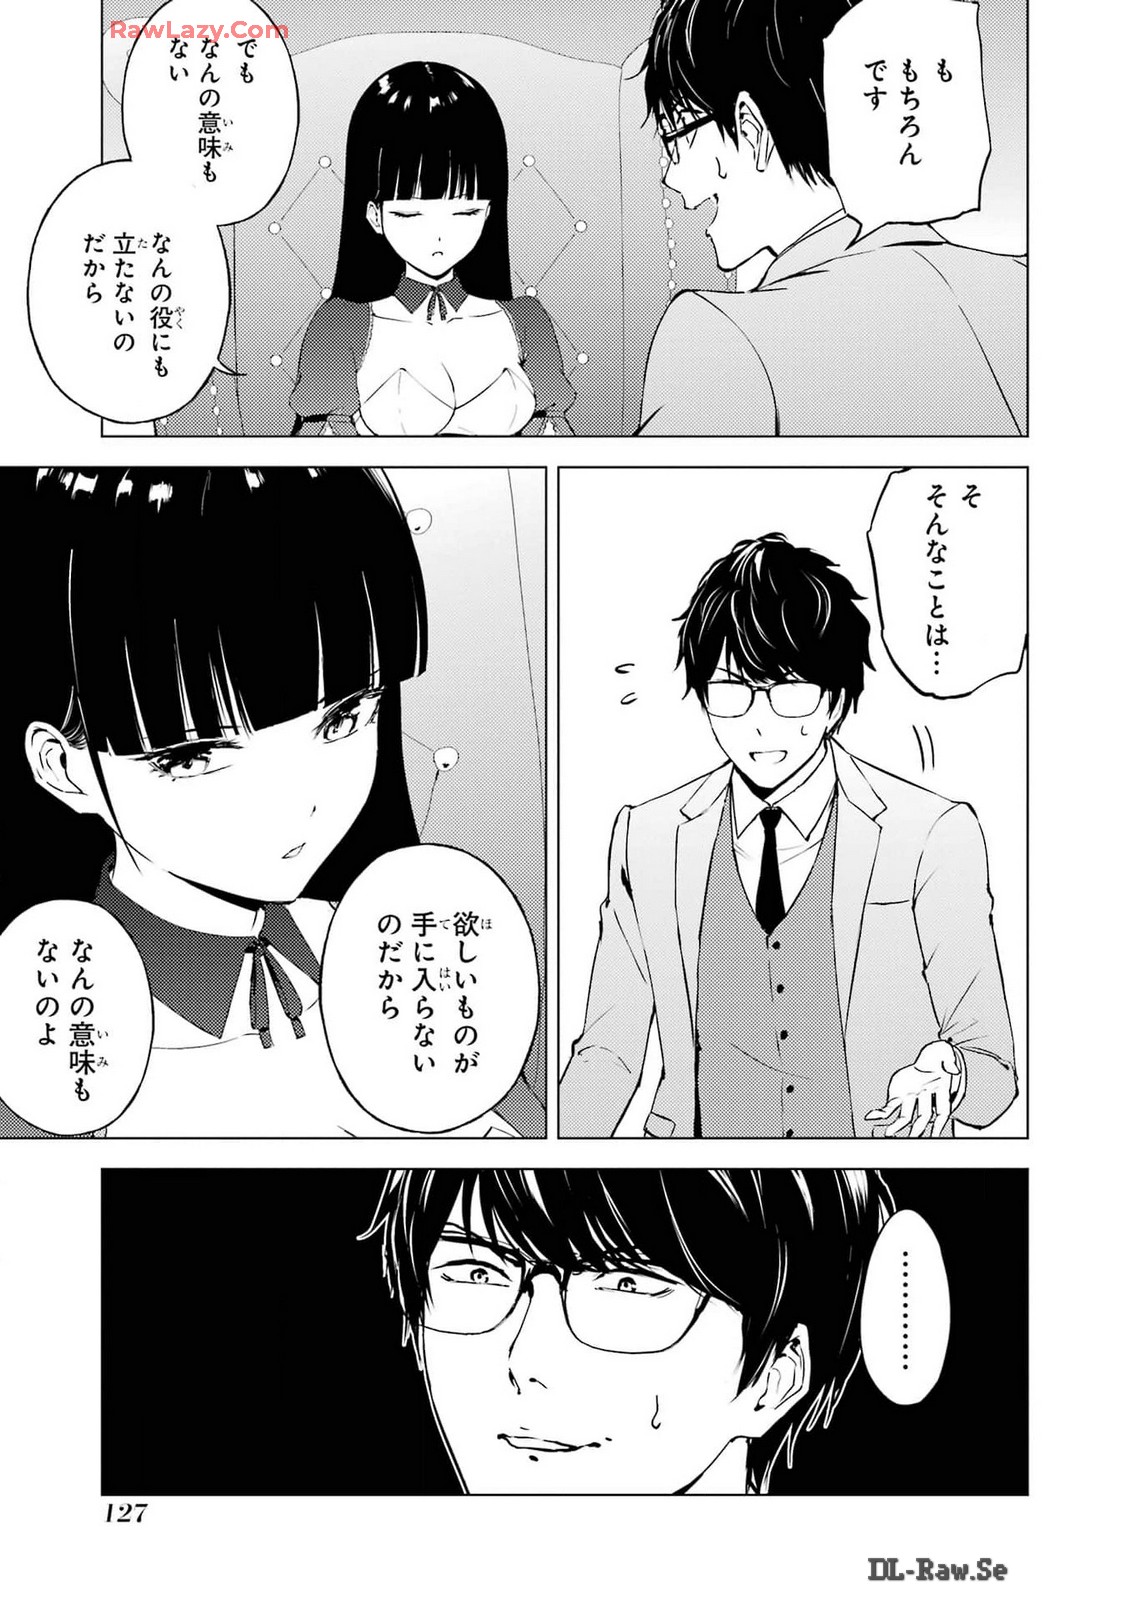 RawLazy.Com
も
もちろん
です
でも
なんの意味も
ない
なんの役にも
立たないの
だから
そ
そんなことは…
欲しいものが
手に入らない
のだから
なんの意味も
ないのよ
…………
127
DL-Raw.Se